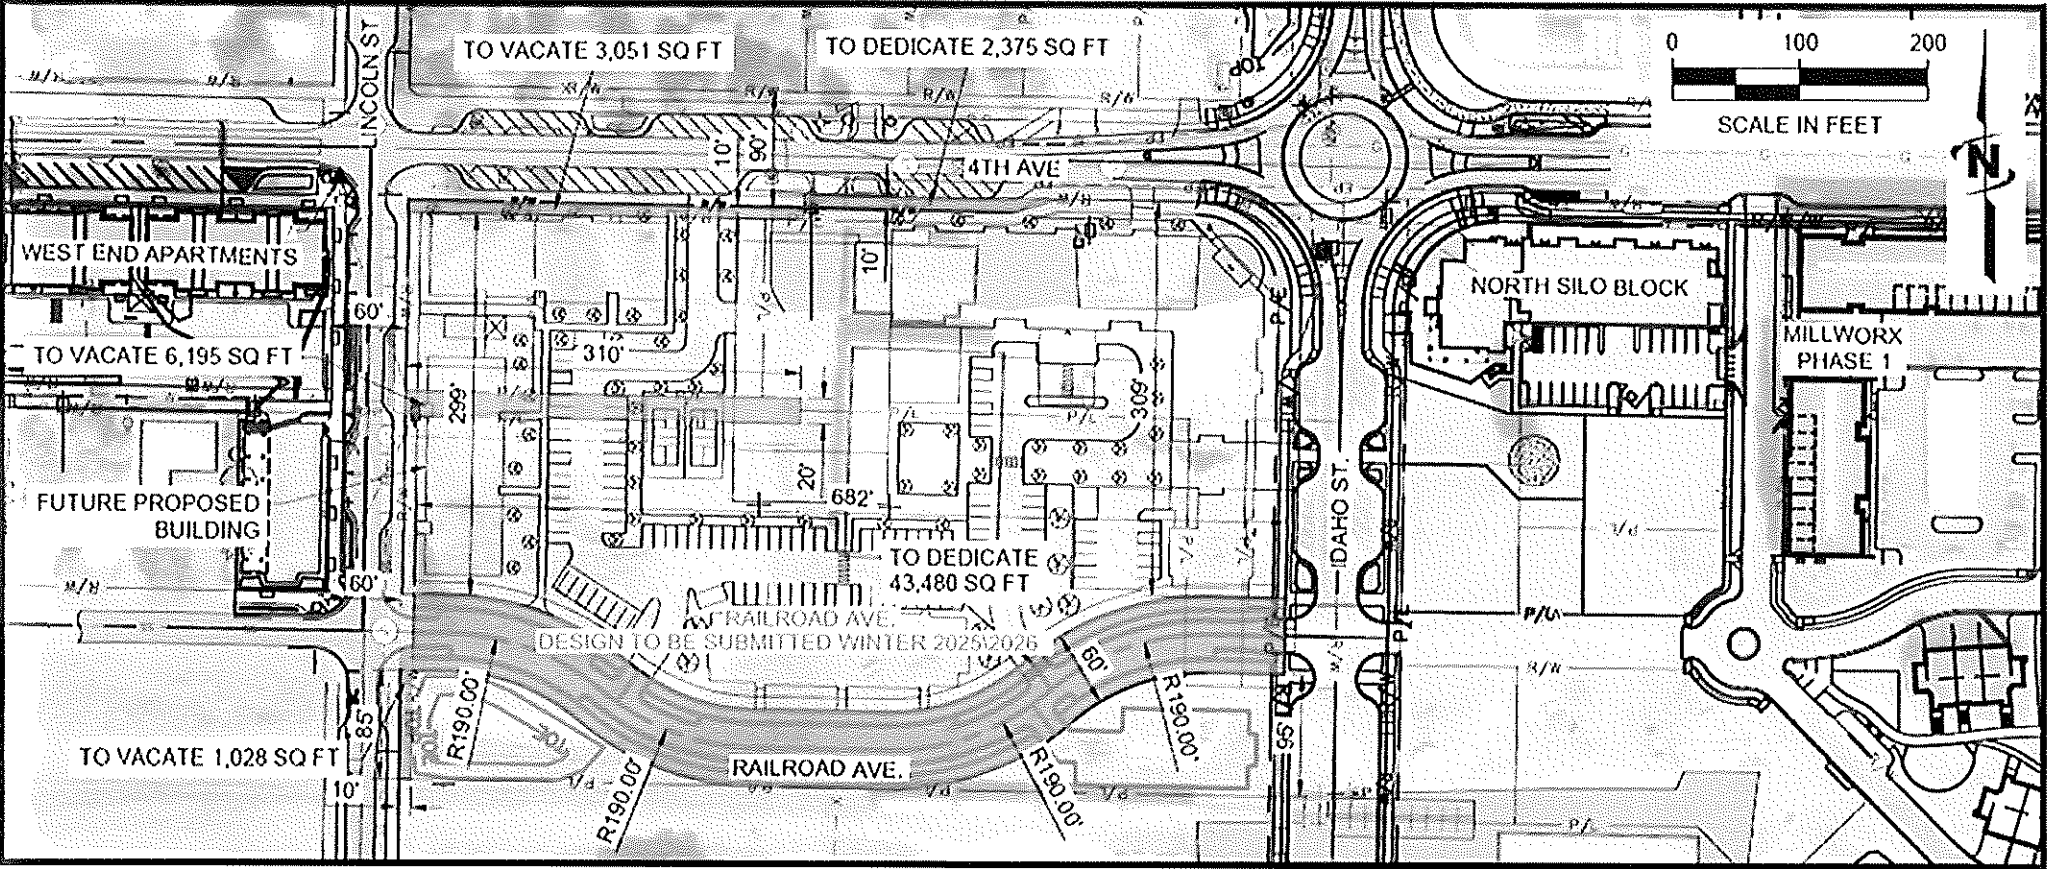 LINCOLN ST
TO VACATE 3,051 SQ FT
TO DEDICATE 2,375 SQ FT
TOP
0 100 200
SCALE IN FEET
N
R/W
R/W
R/W
R/W
10'
90'
4TH AVE
WEST END APARTMENTS
60'
10'
NORTH SILO BLOCK
MILLWORX
PHASE 1
TO VACATE 6,195 SQ FT
310'
299'
309'
P/L
P/L
20'
682'
FUTURE PROPOSED
BUILDING
IDAHO ST.
TO DEDICATE
43,480 SQ FT
60'
R/W
RAILROAD AVE.
DESIGN TO BE SUBMITTED WINTER 2025\2026
60'
P/L
R/W
R/W
R190.00'
R190.00'
R190.00'
R190.00'
85'
95'
TOE
TO VACATE 1,028 SQ FT
RAILROAD AVE.
10'
P/L